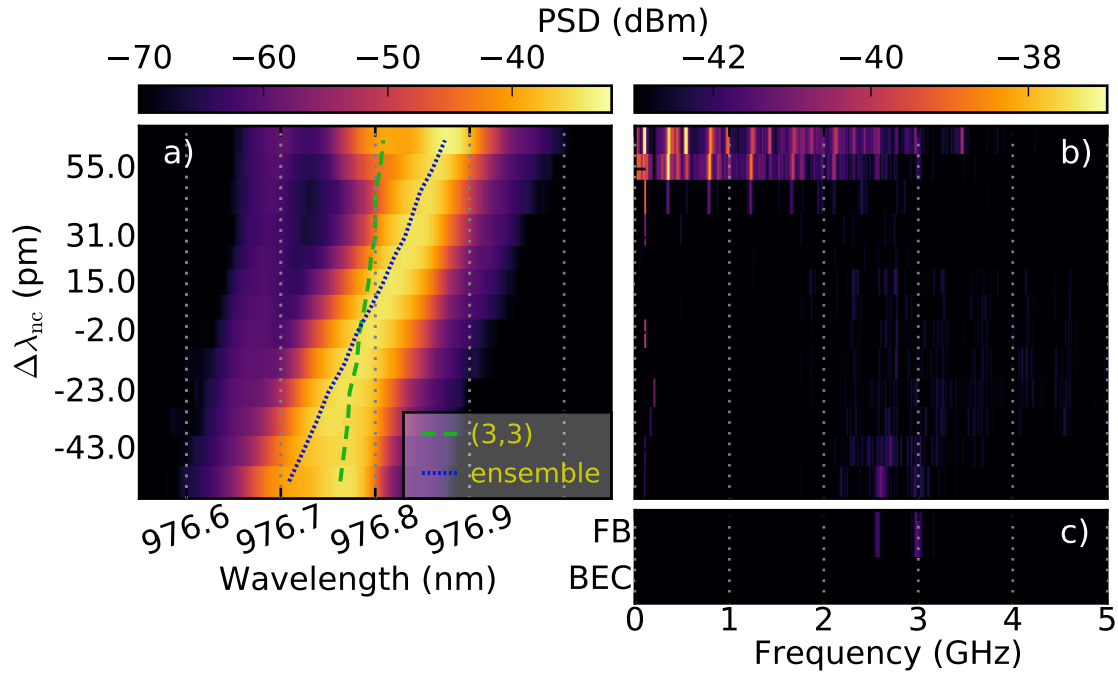 PSD (dBm)
−70 −60 −50 −40
−42 −40 −38
a)
b)
55.0
31.0
15.0
-2.0
-23.0
-43.0
Δλnc (pm)
(3,3)
ensemble
976.6 976.7 976.8 976.9
Wavelength (nm)
FB
BEC
c)
0 1 2 3 4 5
Frequency (GHz)